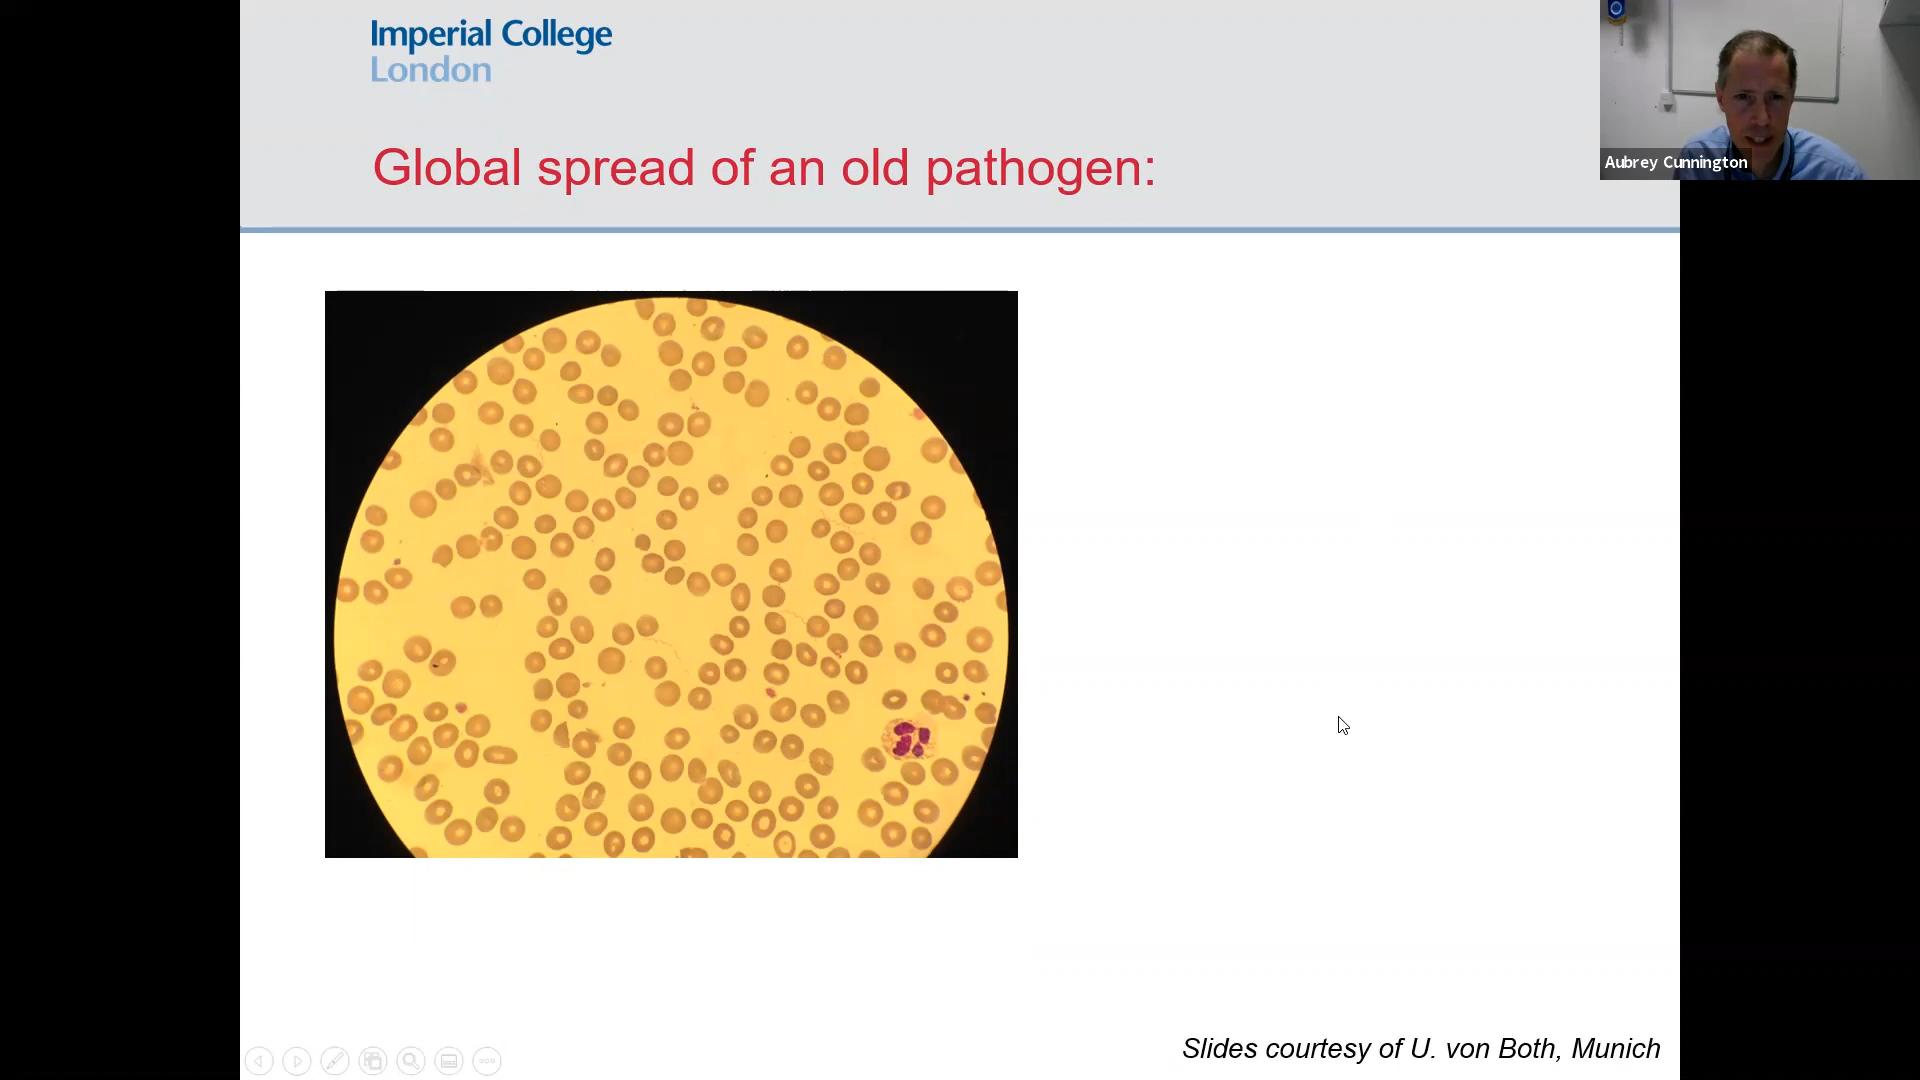 Imperial College
London
Global spread of an old pathogen:
Aubrey Cunnington
Slides courtesy of U. von Both, Munich